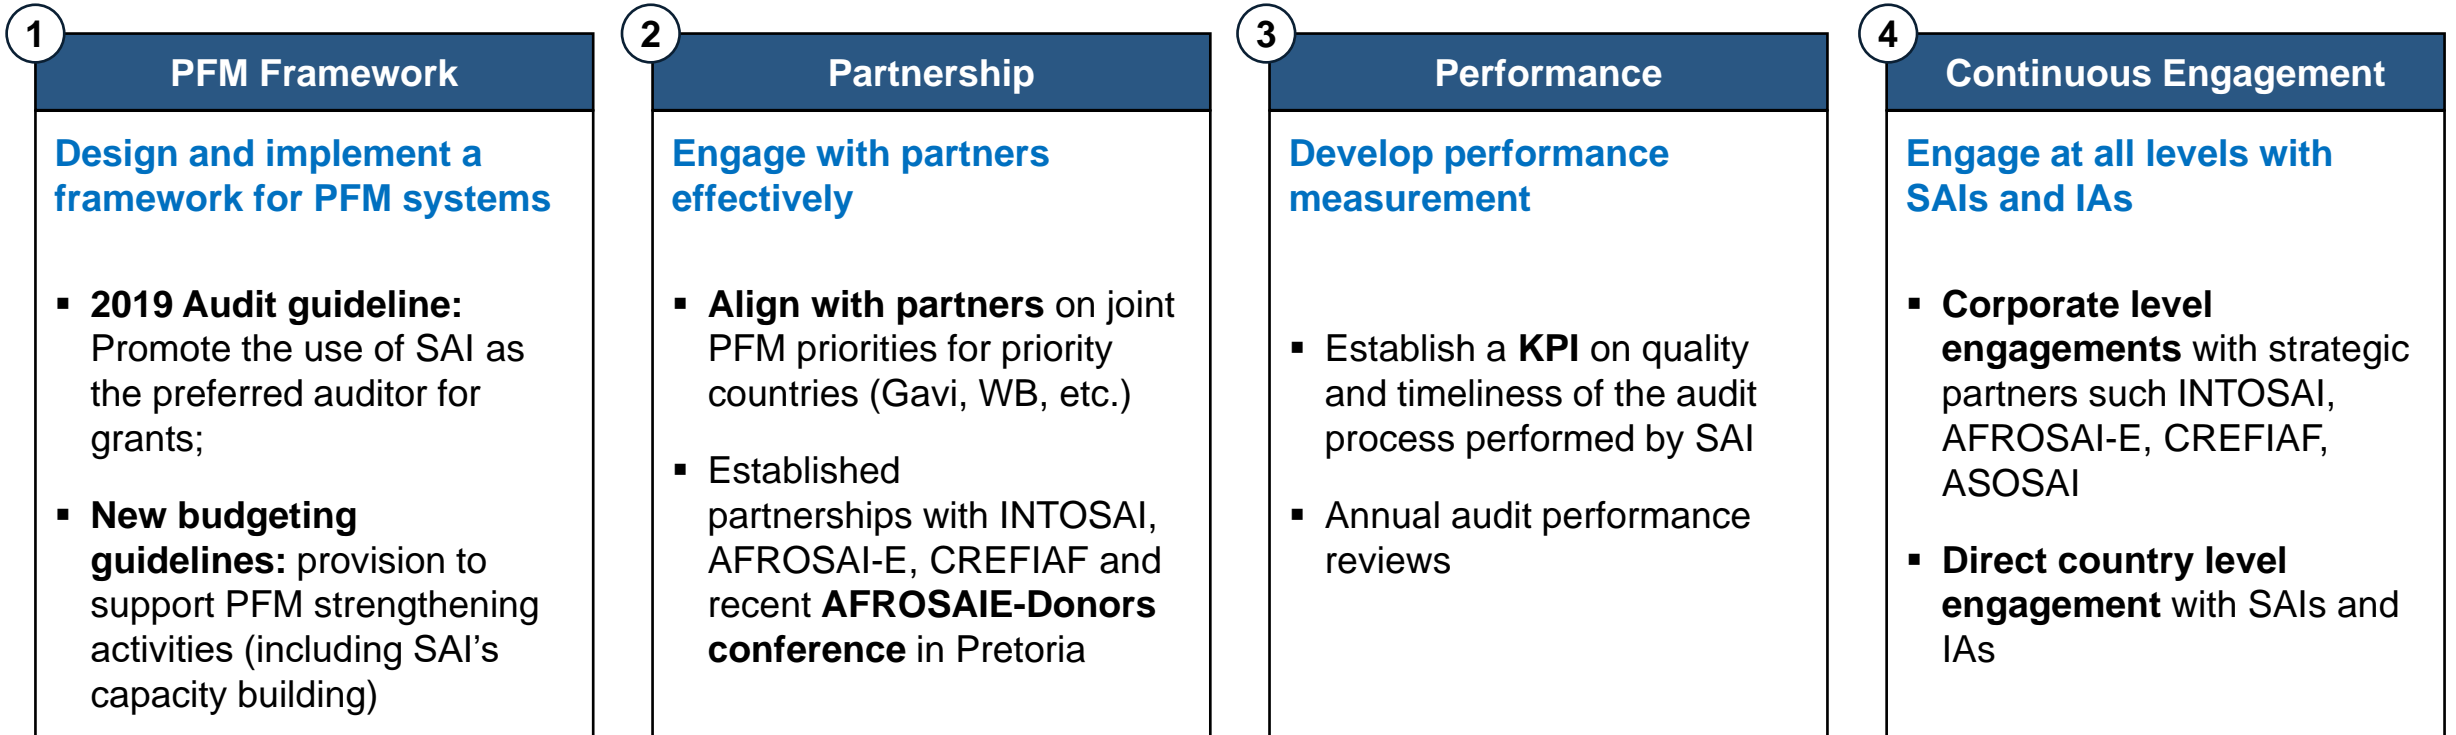 1
PFM Framework
Design and implement a
framework for PFM systems
▪ 2019 Audit guideline:
Promote the use of SAI as
the preferred auditor for
grants;
▪ New budgeting
guidelines: provision to
support PFM strengthening
activities (including SAI’s
capacity building)
2
Partnership
Engage with partners
effectively
▪ Align with partners on joint
PFM priorities for priority
countries (Gavi, WB, etc.)
▪ Established
partnerships with INTOSAI,
AFROSAI-E, CREFIAF and
recent AFROSAIE-Donors
conference in Pretoria
3
Performance
Develop performance
measurement
▪ Establish a KPI on quality
and timeliness of the audit
process performed by SAI
▪ Annual audit performance
reviews
4
Continuous Engagement
Engage at all levels with
SAIs and IAs
▪ Corporate level
engagements with strategic
partners such INTOSAI,
AFROSAI-E, CREFIAF,
ASOSAI
▪ Direct country level
engagement with SAIs and
IAs